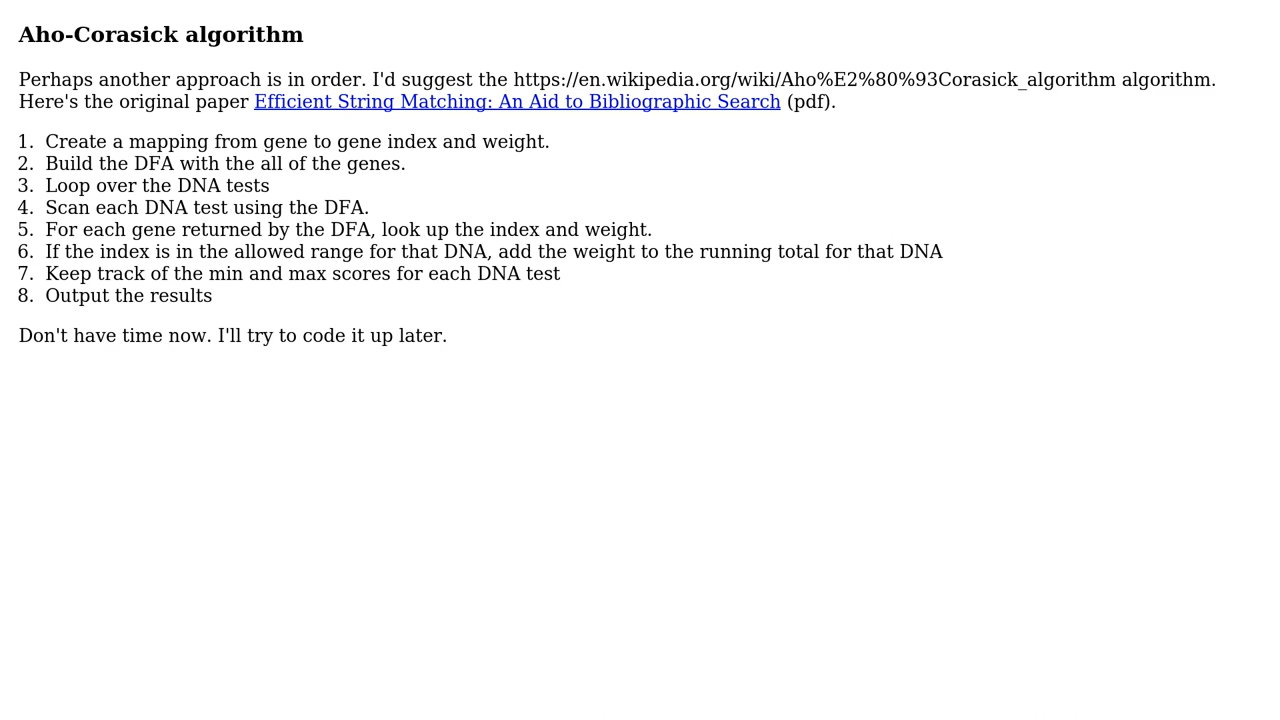 Aho-Corasick algorithm
Perhaps another approach is in order. I'd suggest the https://en.wikipedia.org/wiki/Aho%E2%80%93Corasick_algorithm algorithm.
Here's the original paper Efficient String Matching: An Aid to Bibliographic Search (pdf).
1. Create a mapping from gene to gene index and weight.
2. Build the DFA with the all of the genes.
3. Loop over the DNA tests
4. Scan each DNA test using the DFA.
5. For each gene returned by the DFA, look up the index and weight.
6. If the index is in the allowed range for that DNA, add the weight to the running total for that DNA
7. Keep track of the min and max scores for each DNA test
8. Output the results
Don't have time now. I'll try to code it up later.